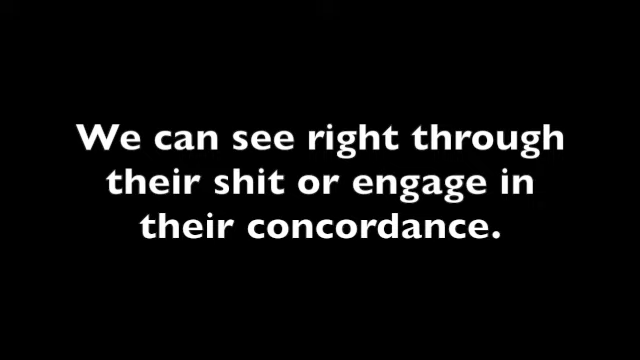 We can see right through
their shit or engage in
their concordance.